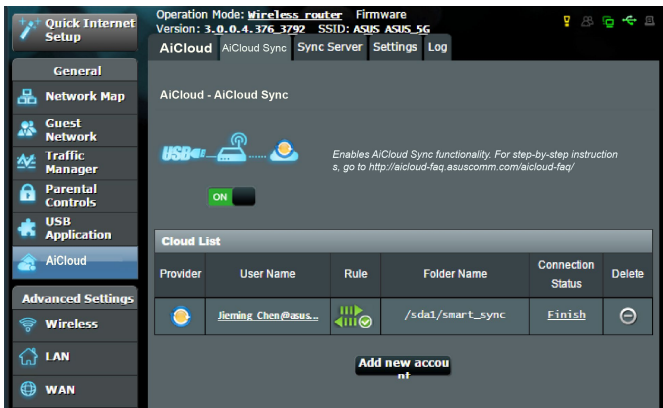 Quick Internet
Setup
General
Network Map
Guest
Network
Traffic
Manager
Parental
Controls
USB
Application
AiCloud
Advanced Settings
Wireless
LAN
WAN
Operation Mode: Wireless router Firmware
Version: 3.0.0.4.376_3792 SSID: ASUS ASUS_5G
AiCloud AiCloud Sync Sync Server Settings Log
AiCloud - AiCloud Sync
USB
Enables AiCloud Sync functionality. For step-by-step instruction
s, go to http://aicloud-faq.asuscomm.com/aicloud-faq/
ON
Cloud List
Provider User Name Rule Folder Name Connection Status Delete
Jieming_Chen@asus... /sda1/smart_sync Finish
Add new accou
nt